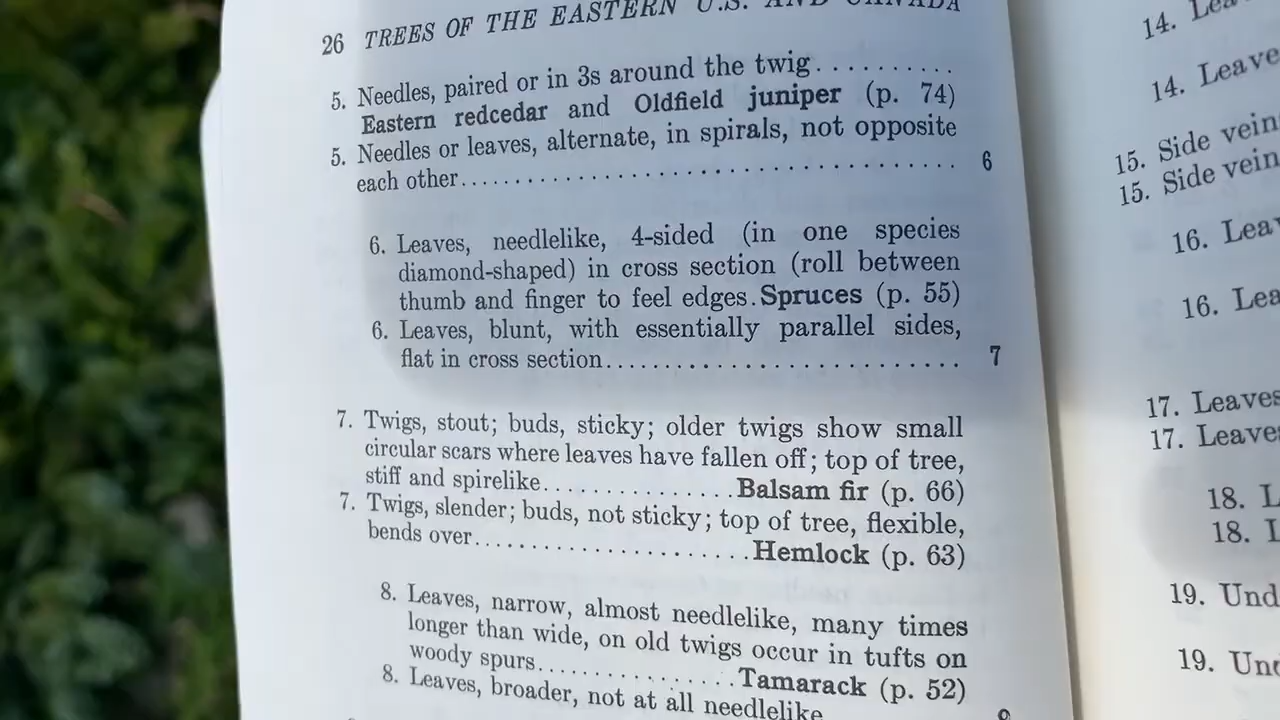 26 TREES OF THE EASTERN U.S. AND CANADA
5. Needles, paired or in 3s around the twig..........
Eastern redcedar and Oldfield juniper (p. 74)
5. Needles or leaves, alternate, in spirals, not opposite
each other................................................ 6
6. Leaves, needlelike, 4-sided (in one species
diamond-shaped) in cross section (roll between
thumb and finger to feel edges.Spruces (p. 55)
6. Leaves, blunt, with essentially parallel sides,
flat in cross section............................ 7
7. Twigs, stout; buds, sticky; older twigs show small
circular scars where leaves have fallen off; top of tree,
stiff and spirelike...............Balsam fir (p. 66)
7. Twigs, slender; buds, not sticky; top of tree, flexible,
bends over......................Hemlock (p. 63)
8. Leaves, narrow, almost needlelike, many times
longer than wide, on old twigs occur in tufts on
woody spurs................Tamarack (p. 52)
8. Leaves, broader, not at all needlelike
14.
14. Leave
15. Side vein
15. Side vein
16.
16.
17. Leaves
17. Leave
18.
18.
19.
19.